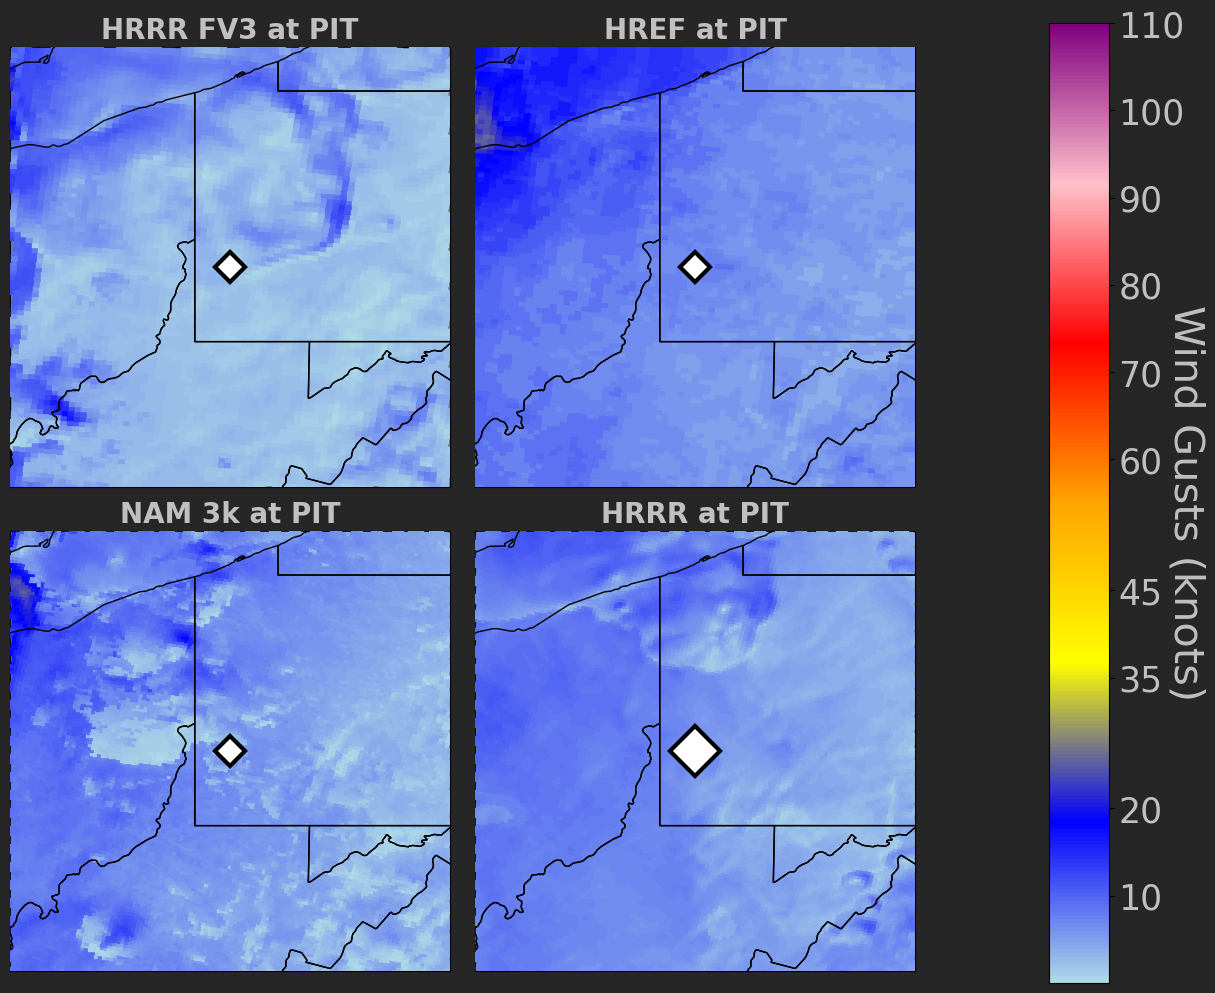 HRRR FV3 at PIT
HREF at PIT
NAM 3k at PIT
HRRR at PIT
110
100
90
80
70
60
45
35
20
10
Wind Gusts (knots)